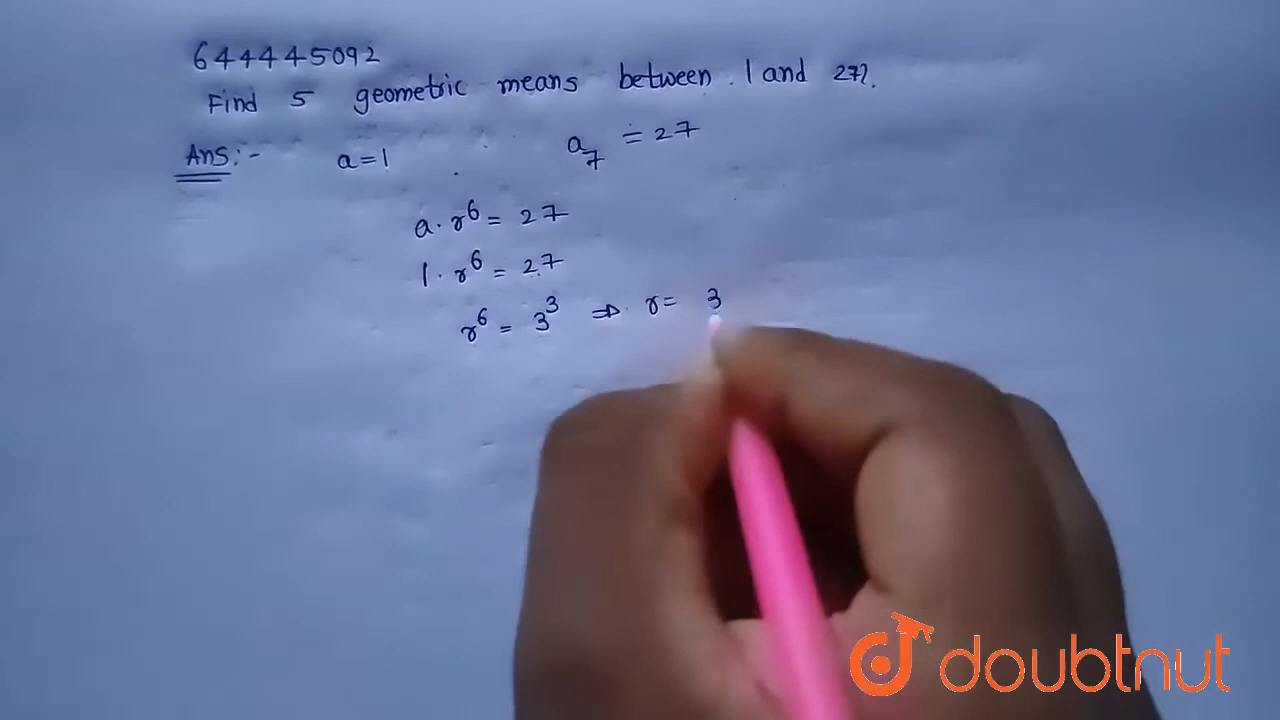 644445092
Find 5 geometric means between 1 and 27?.
Ans:- a=1 a₇ = 27
a·r⁶ = 27
1·r⁶ = 27
r⁶ = 3³ ⇒ r = 3
doubtnut